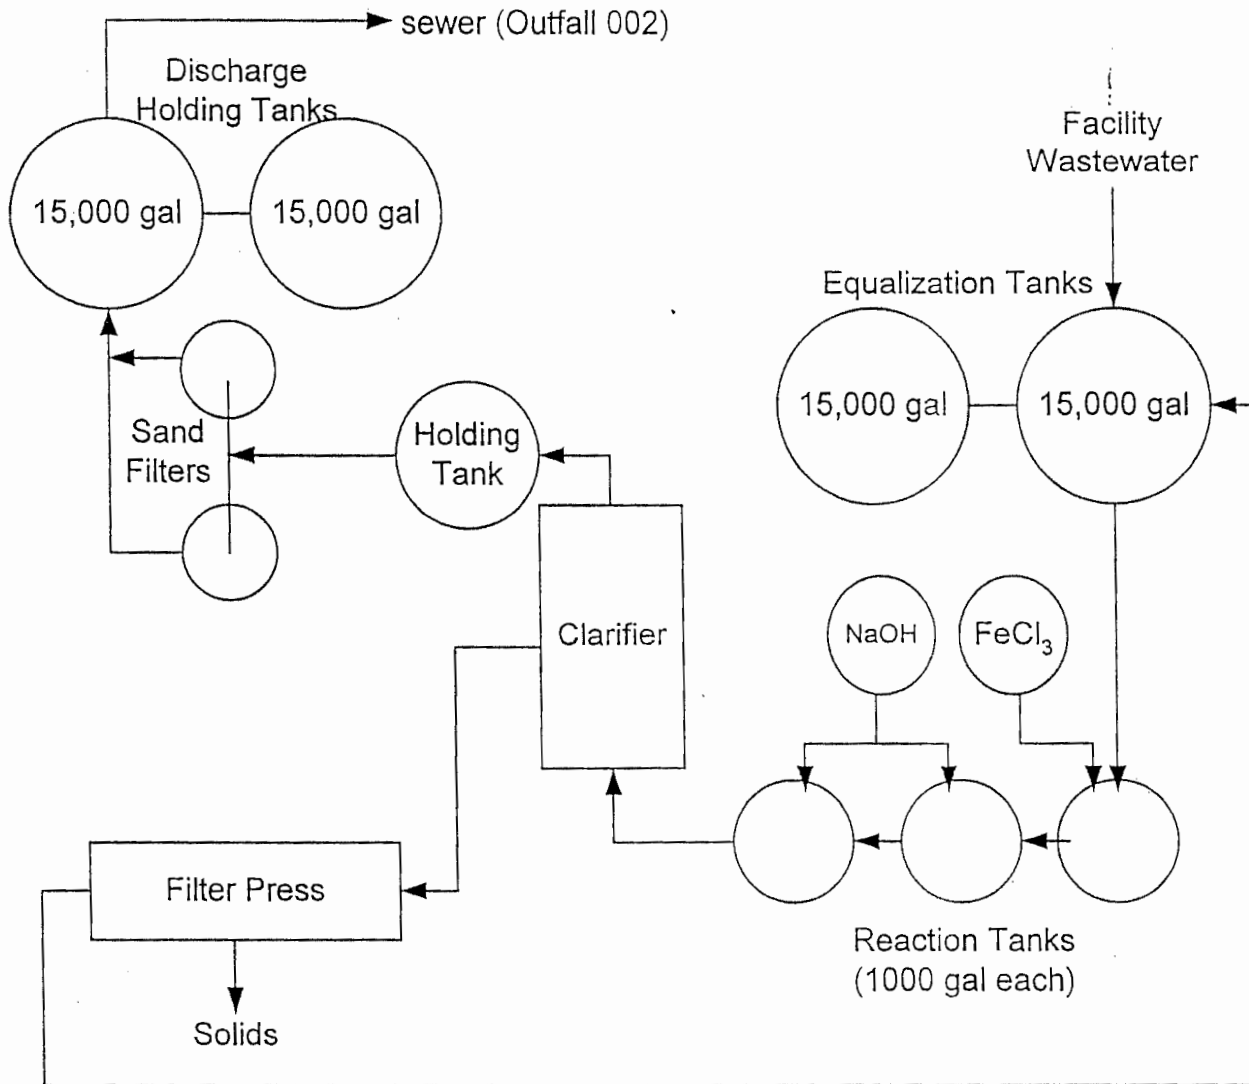 sewer (Outfall 002)
Discharge
Holding Tanks
15,000 gal
15,000 gal
Facility
Wastewater
Equalization Tanks
15,000 gal
15,000 gal
Sand
Filters
Holding
Tank
Clarifier
NaOH
FeCl₃
Filter Press
Reaction Tanks
(1000 gal each)
Solids